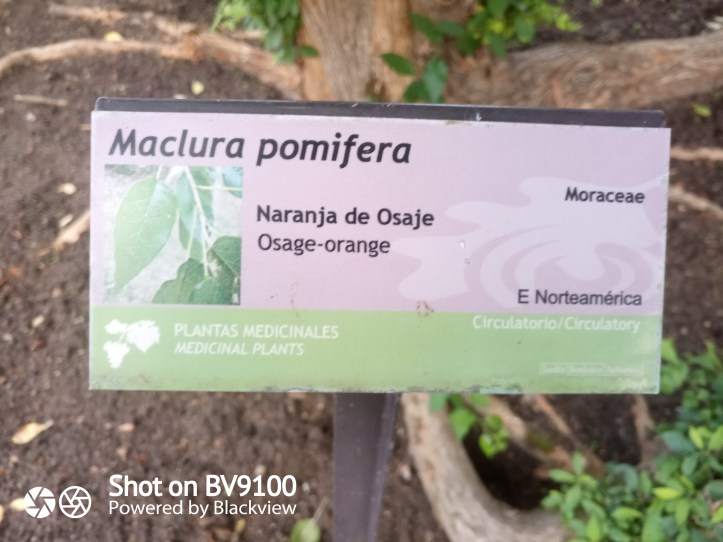 Maclura pomifera
Moraceae
Naranja de Osaje
Osage-orange
E Norteamérica
Circulatorio/Circulatory
PLANTAS MEDICINALES
MEDICINAL PLANTS
Shot on BV9100
Powered by Blackview